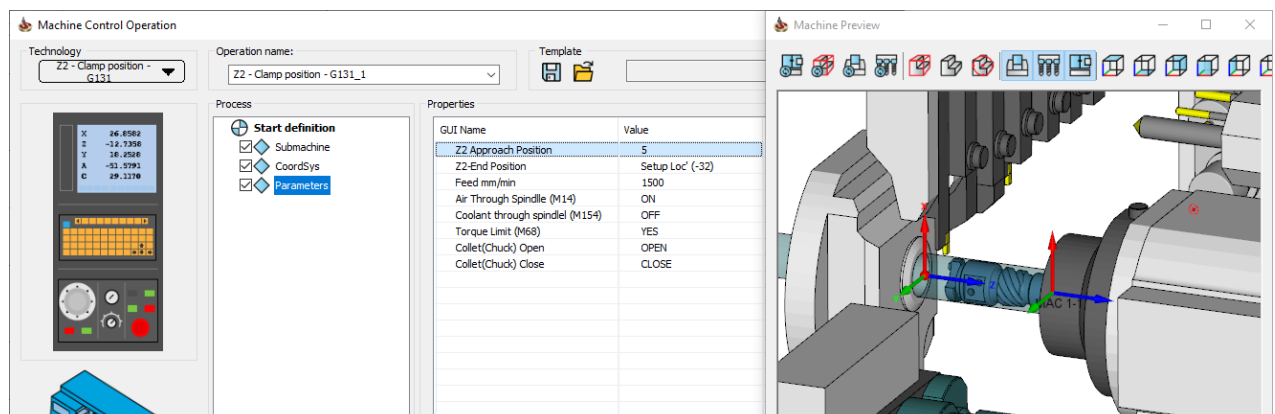 Machine Control Operation
Technology
Z2 - Clamp position - G131
Operation name:
Z2 - Clamp position - G131_1
Template
X 26.8582
Z -12.7358
Y 18.2528
A -51.5791
C 29.1170
Process
Start definition
Submachine
CoordSys
Parameters
Properties
GUI Name Value
Z2 Approach Position 5
Z2-End Position Setup Loc' (-32)
Feed mm/min 1500
Air Through Spindlle (M14) ON
Coolant through spindlel (M154) OFF
Torque Limit (M68) YES
Collet(Chuck) Open OPEN
Collet(Chuck) Close CLOSE
Machine Preview
X
Z
Y
MAC 1-